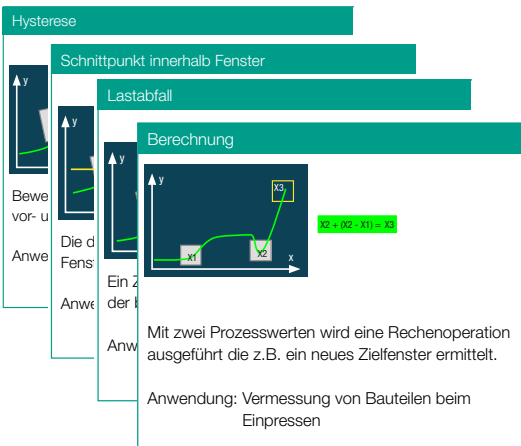 Hysterese
y
Bewe
vor- u
Anwe
Schnittpunkt innerhalb Fenster
y
Die d
Fens
Anwe
Lastabfall
y
Ein Z
der b
Anw
Berechnung
y
X3
X1
X2
x
X2 + (X2 - X1) = X3
Mit zwei Prozesswerten wird eine Rechenoperation
ausgeführt die z.B. ein neues Zielfenster ermittelt.
Anwendung: Vermessung von Bauteilen beim
Einpressen